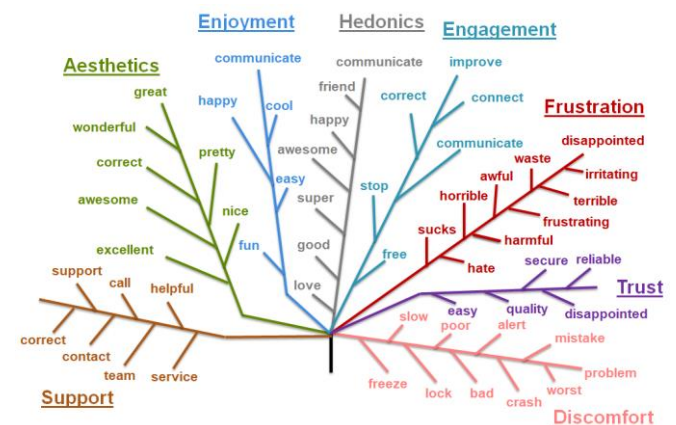 Aesthetics
great
wonderful
pretty
correct
awesome
nice
excellent
Enjoyment
communicate
happy
cool
easy
fun
Hedonics
communicate
friend
happy
awesome
super
good
love
Engagement
improve
correct
connect
communicate
stop
free
Frustration
disappointed
waste
irritating
awful
terrible
horrible
frustrating
sucks
harmful
hate
Trust
secure
reliable
easy
quality
disappointed
Support
support
call
helpful
correct
contact
team
service
Discomfort
slow
poor
alert
mistake
problem
freeze
lock
bad
crash
worst